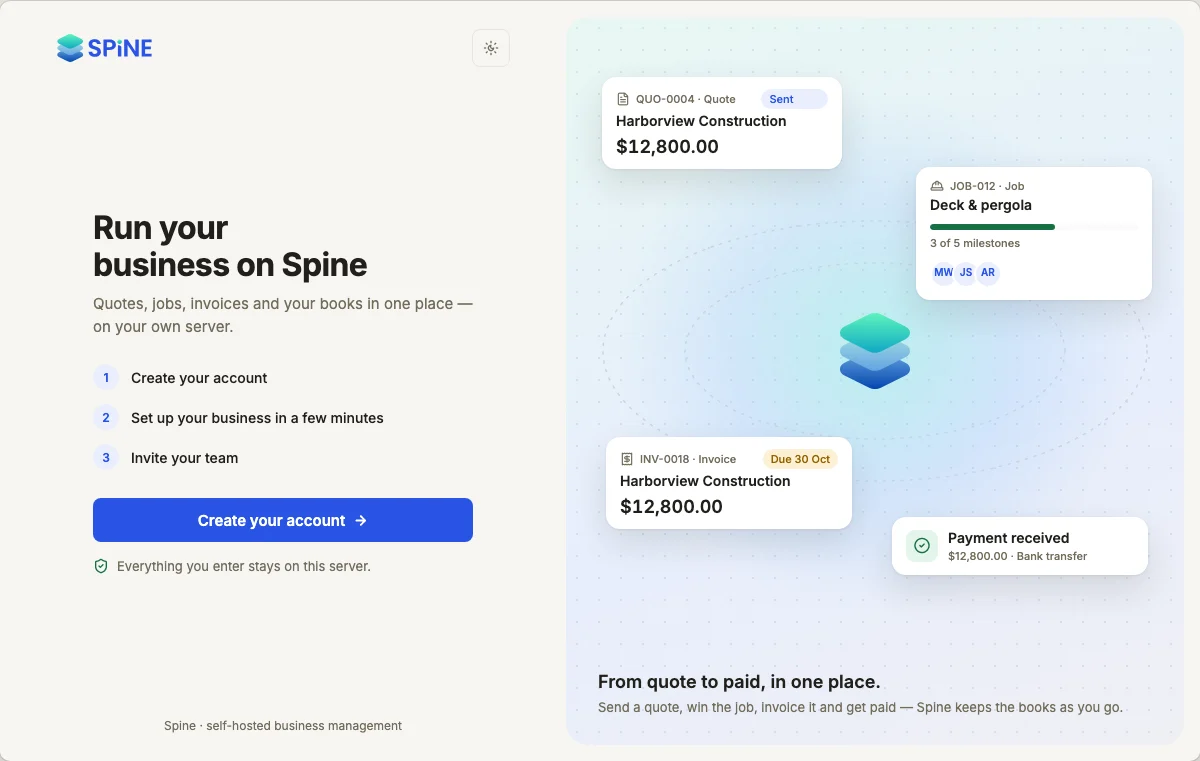 SPiNE
Run your
business on Spine
Quotes, jobs, invoices and your books in one place —
on your own server.
1 Create your account
2 Set up your business in a few minutes
3 Invite your team
Create your account →
Everything you enter stays on this server.
Spine · self-hosted business management
QUO-0004 · Quote Sent
Harborview Construction
$12,800.00
JOB-012 · Job
Deck & pergola
3 of 5 milestones
MW JS AR
INV-0018 · Invoice Due 30 Oct
Harborview Construction
$12,800.00
Payment received
$12,800.00 · Bank transfer
From quote to paid, in one place.
Send a quote, win the job, invoice it and get paid — Spine keeps the books as you go.